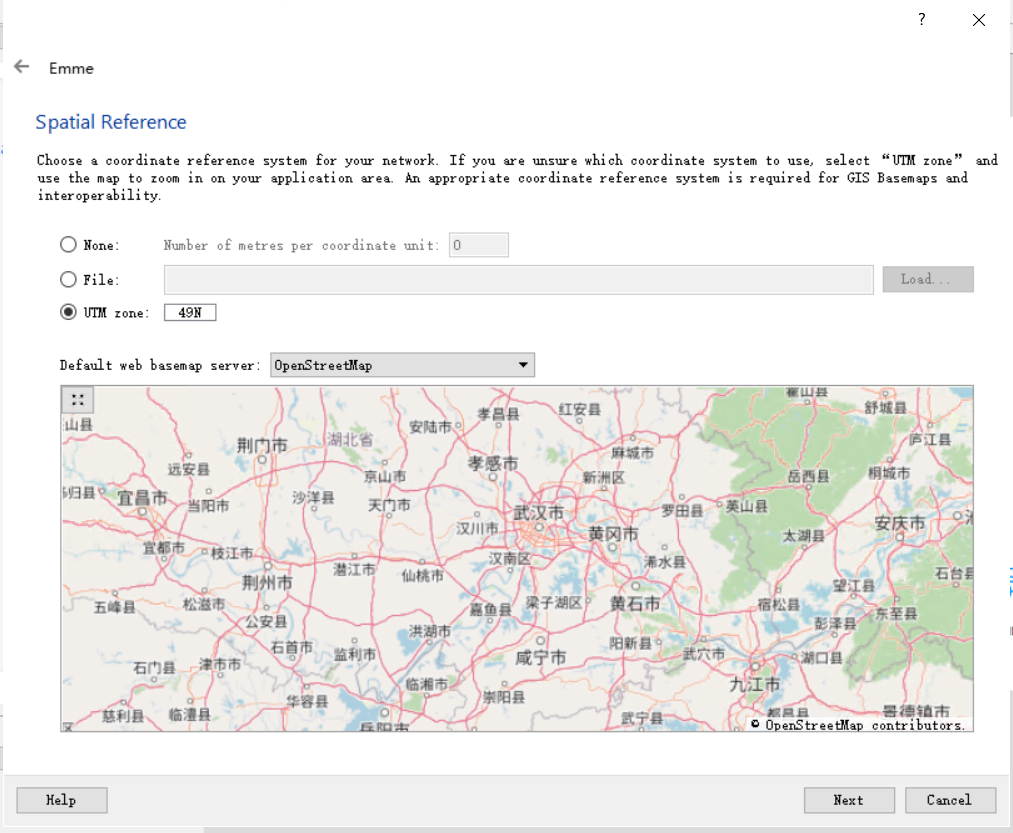 ?
Emme
Spatial Reference
Choose a coordinate reference system for your network. If you are unsure which coordinate system to use, select “UTM zone” and
use the map to zoom in on your application area. An appropriate coordinate reference system is required for GIS Basemaps and
interoperability.
None: Number of metres per coordinate unit: 0
File: Load...
UTM zone: 49N
Default web basemap server: OpenStreetMap
霍山县
孝昌县 红安县 舒城县
山县 安陆市
荆门市 湖北省 庐江县
麻城市
远安县 孝感市
京山市 新洲区 岳西县 桐城市
归县 宜昌市 沙洋县
当阳市 天门市 武汉市 罗田县 英山县
汉川市 黄冈市 安庆市
太湖县
宜都市 枝江市 汉南区 浠水县
荆州市 潜江市 仙桃市 石台县
望江县
五峰县 松滋市 嘉鱼县 梁子湖区 黄石市 宿松县
公安县 东至县
洪湖市 彭泽县
石首市 监利市 阳新县
武穴市 湖口县
石门县 津市市 咸宁市
临湘市 九江市
华容县 崇阳县
慈利县 临澧县 武宁县 都昌县 景德镇市
区 岳阳市
© OpenStreetMap contributors.
Help Next Cancel